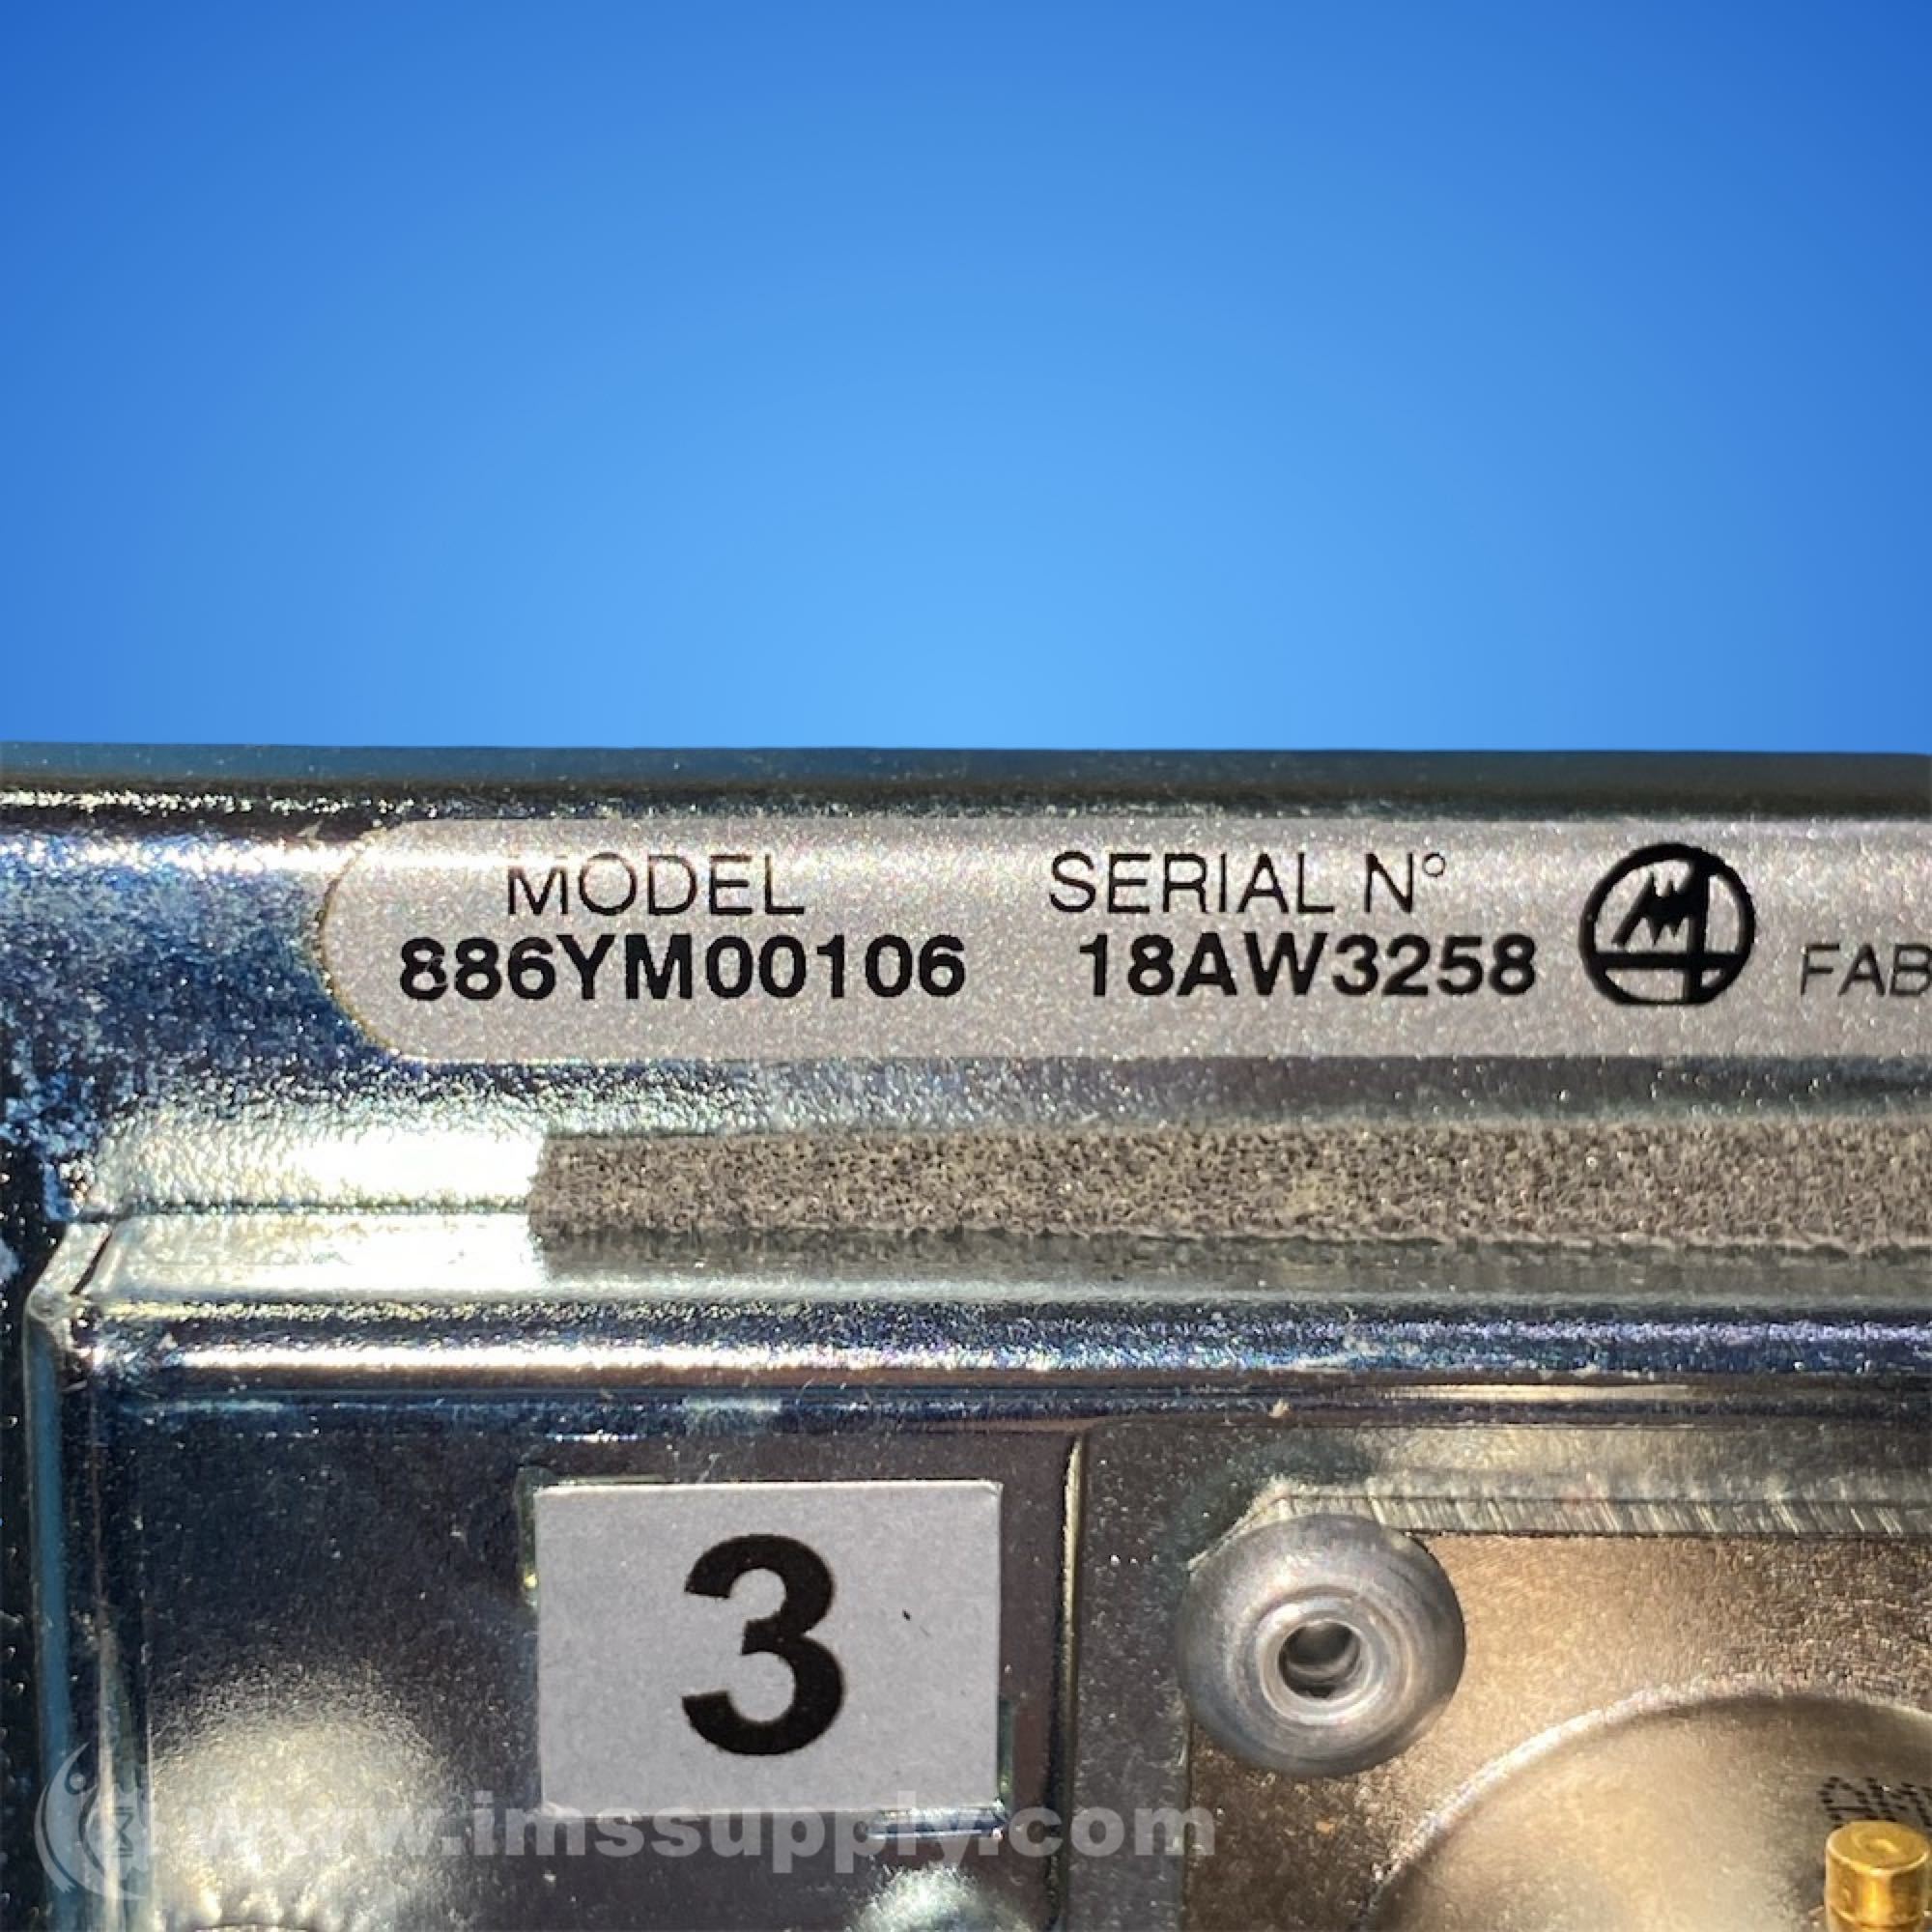 MODEL SERIAL N°
886YM00106 18AW3258 FAB
3
www.imssupply.com